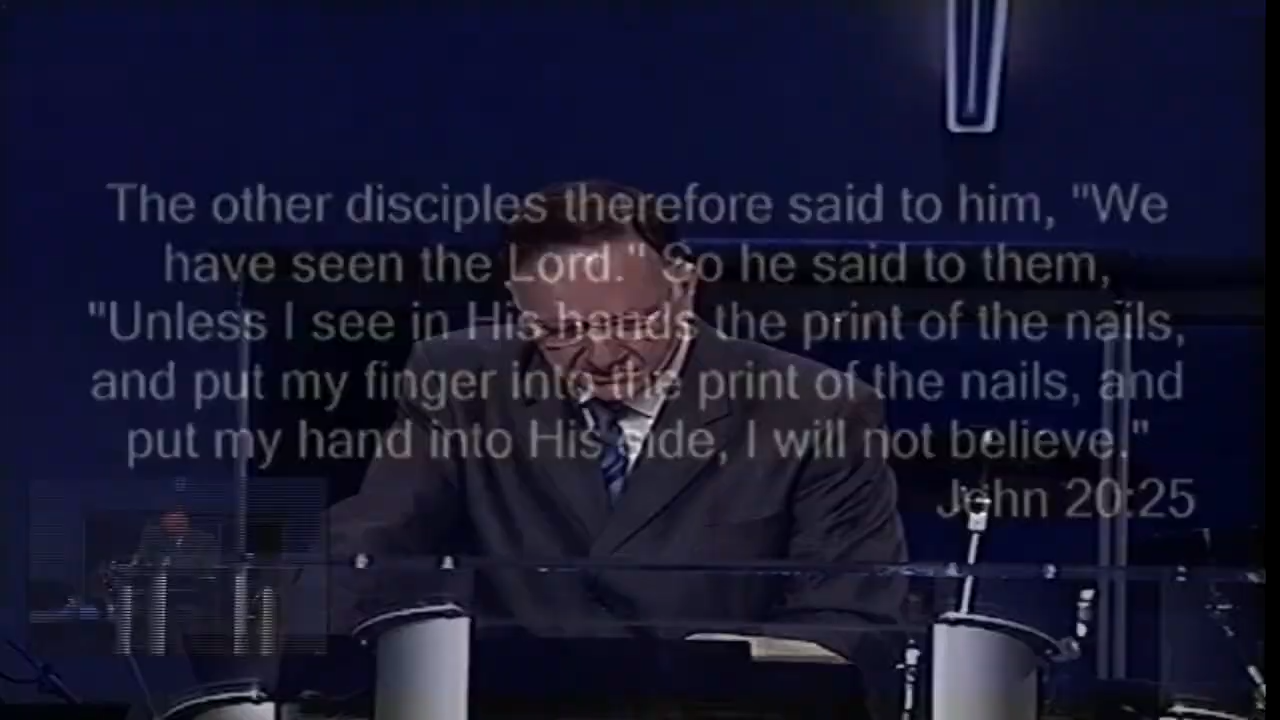 The other disciples therefore said to him, "We
have seen the Lord." So he said to them,
"Unless I see in His hands the print of the nails,
and put my finger into the print of the nails, and
put my hand into His side, I will not believe."
John 20:25